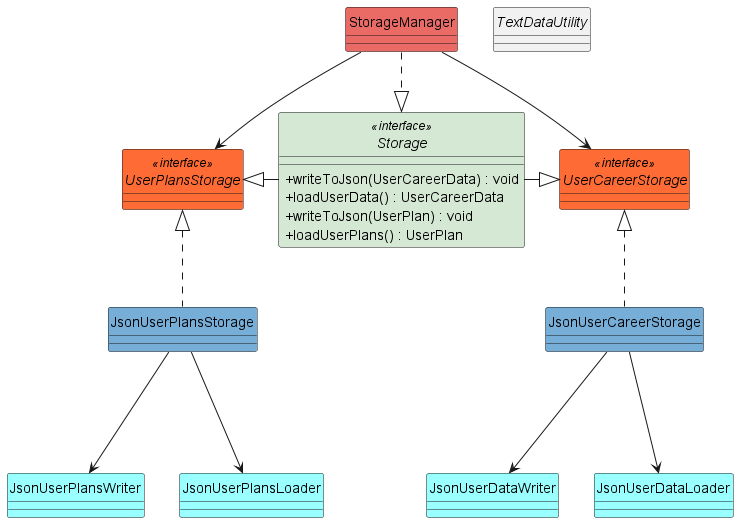 StorageManager
TextDataUtility
«interface»
Storage
+writeToJson(UserCareerData) : void
+loadUserData() : UserCareerData
+writeToJson(UserPlan) : void
+loadUserPlans() : UserPlan
«interface»
UserPlansStorage
«interface»
UserCareerStorage
JsonUserPlansStorage
JsonUserCareerStorage
JsonUserPlansWriter
JsonUserPlansLoader
JsonUserDataWriter
JsonUserDataLoader